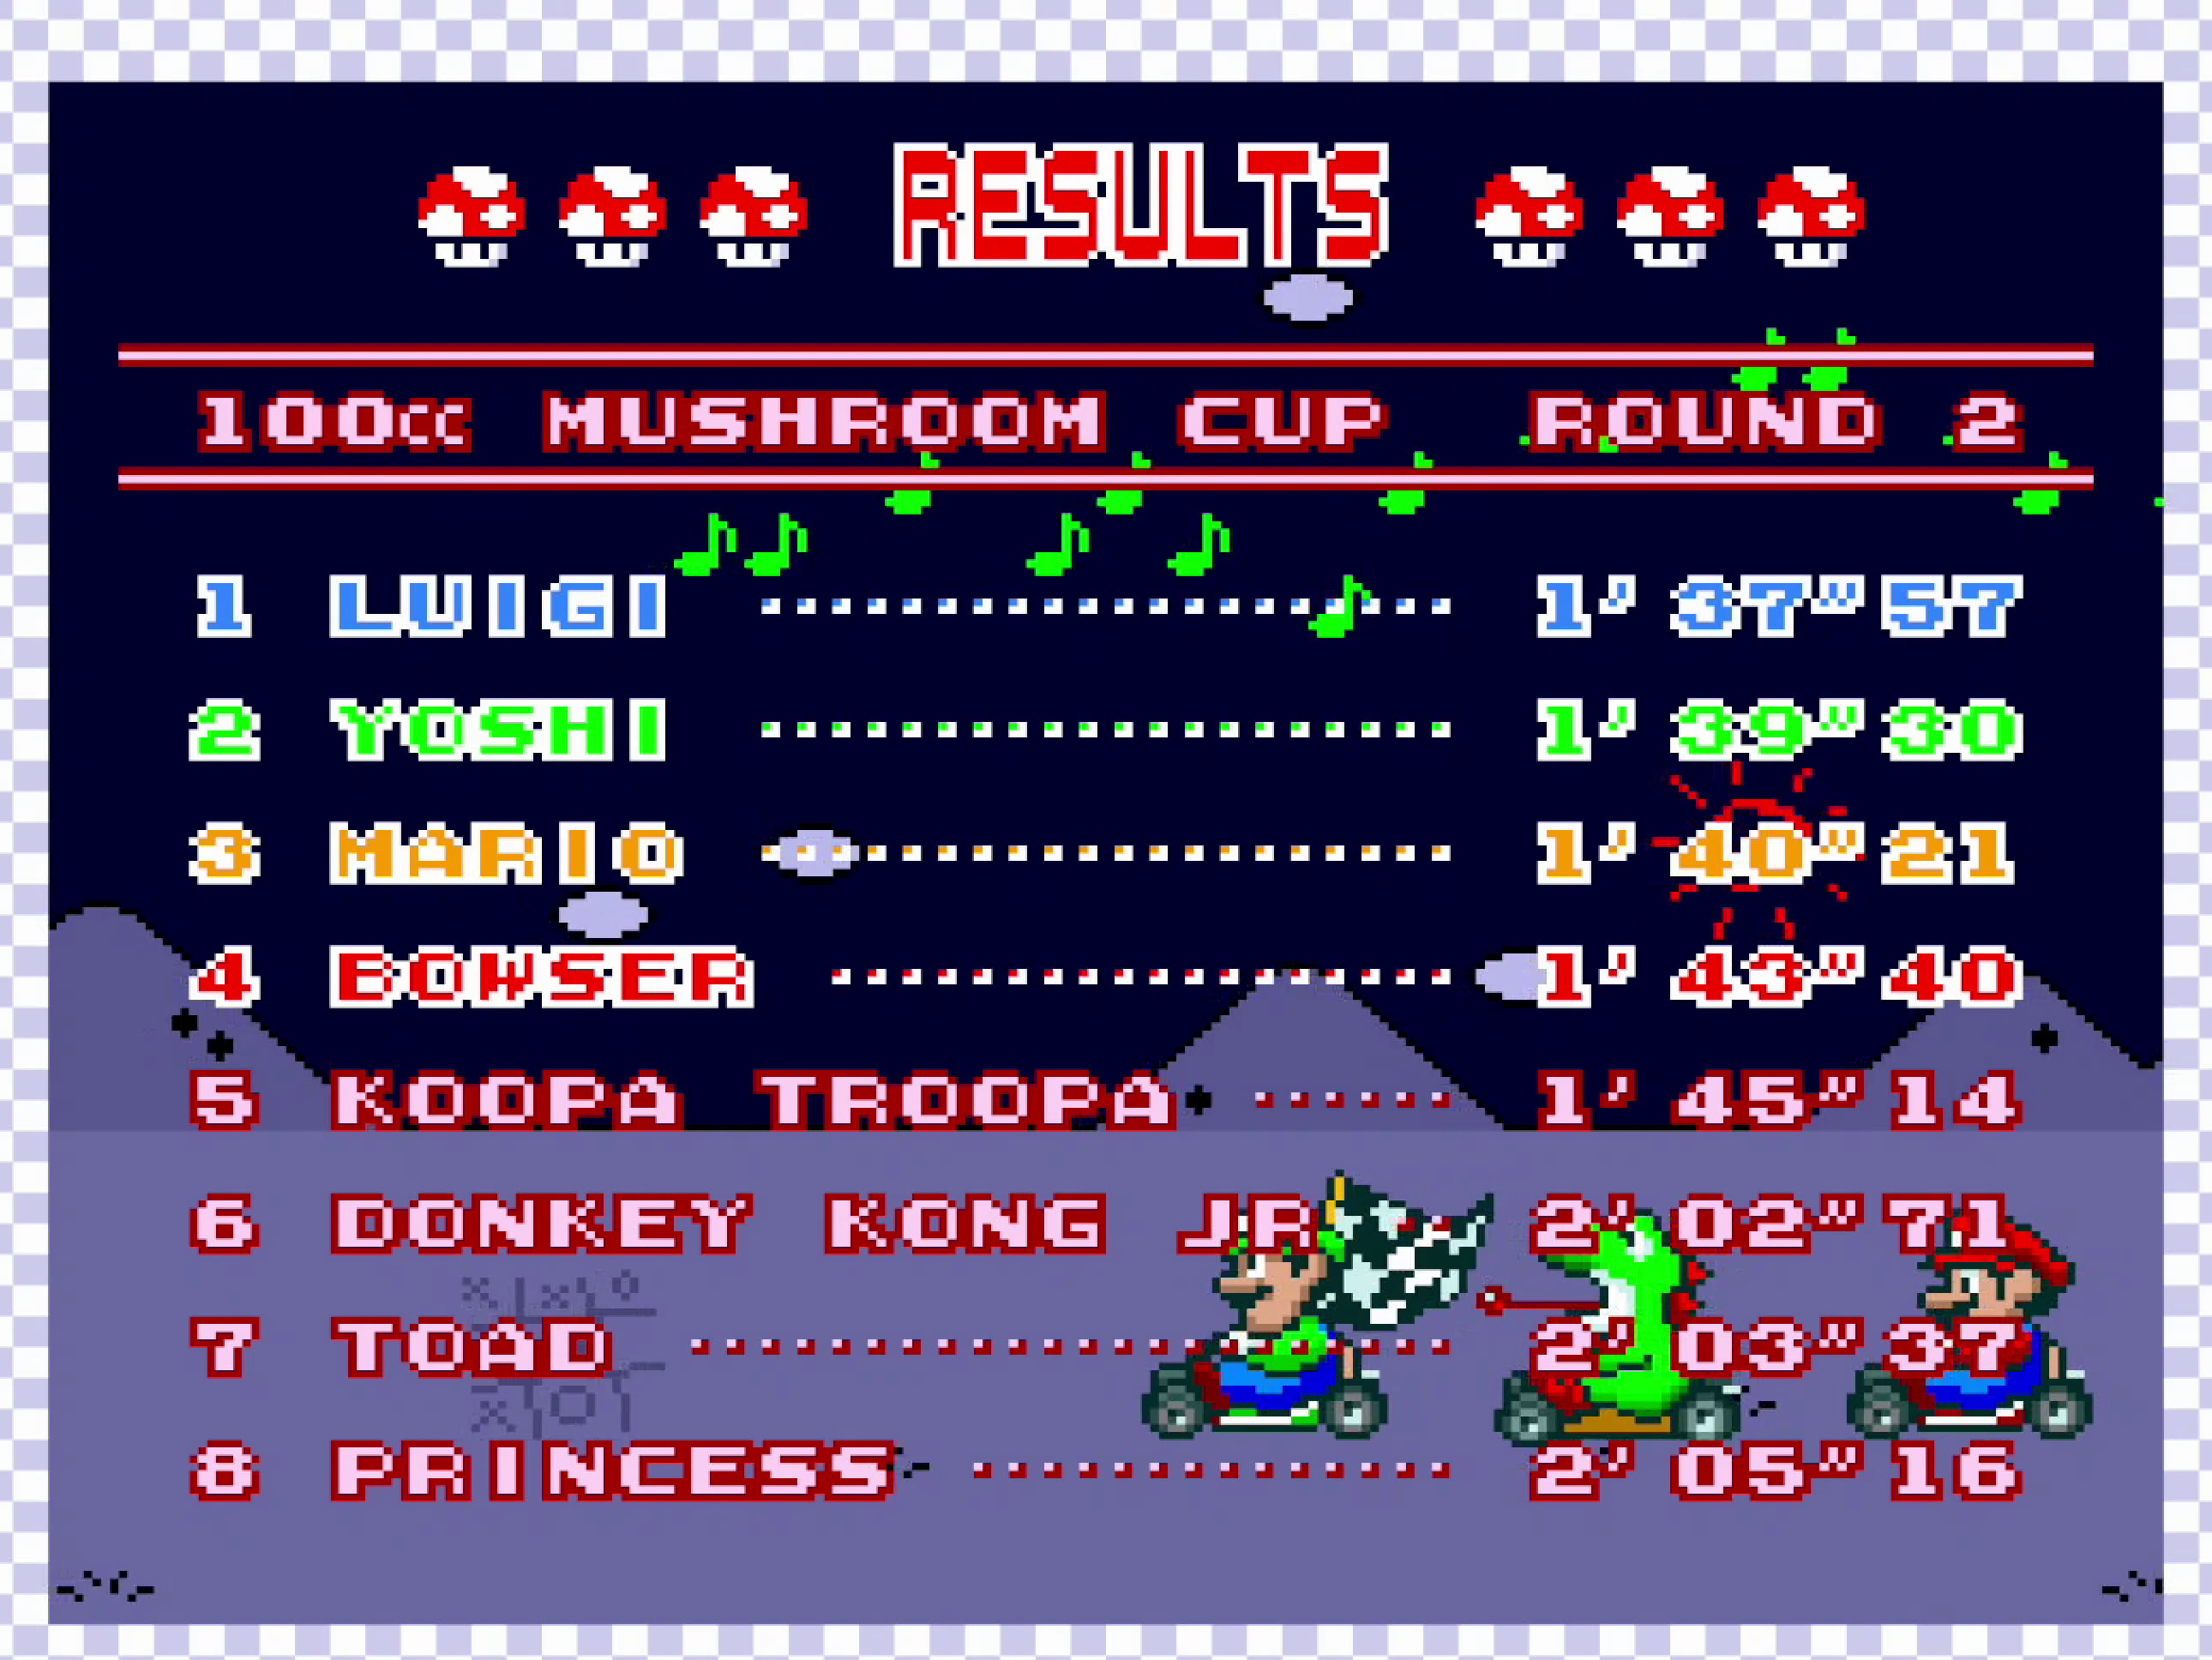 RESULTS
100cc MUSHROOM CUP ROUND 2
1 LUIGI .................... 1' 37" 57
2 YOSHI .................... 1' 39" 30
3 MARIO .................... 1' 40" 21
4 BOWSER .................. 1' 43" 40
5 KOOPA TROOPA ...... 1' 45" 14
6 DONKEY KONG JR .. 2' 02" 71
7 TOAD ...................... 2' 03" 37
8 PRINCESS .............. 2' 05" 16